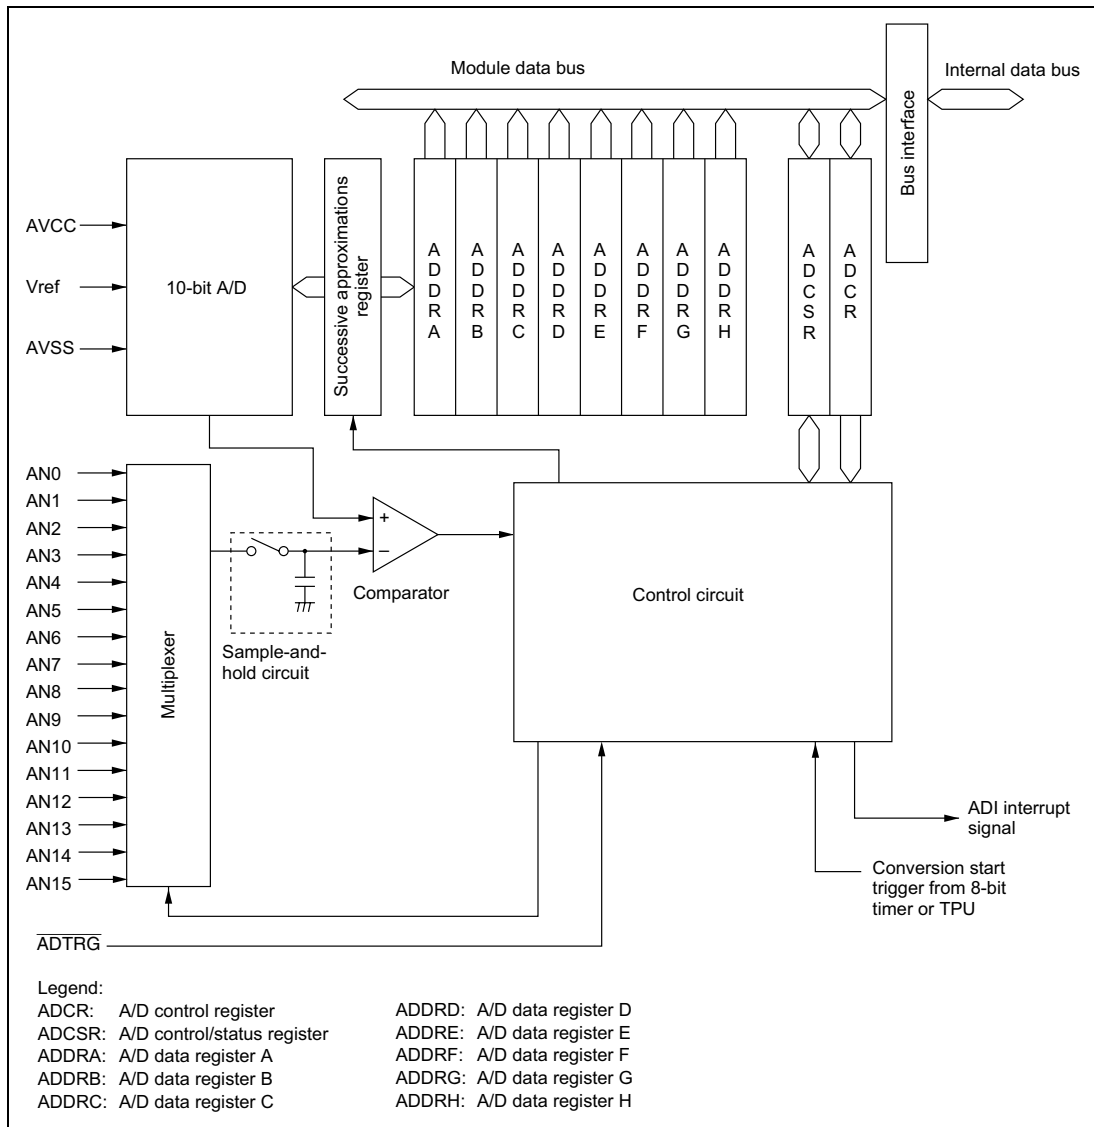 Module data bus
Internal data bus
Bus interface
AVCC
Vref
AVSS
10-bit A/D
Successive approximations
register
ADDRA
ADDRB
ADDRC
ADDRD
ADDRE
ADDRF
ADDRG
ADDRH
ADCSR
ADCR
AN0
AN1
AN2
AN3
AN4
AN5
AN6
AN7
AN8
AN9
AN10
AN11
AN12
AN13
AN14
AN15
Multiplexer
+
−
Comparator
Sample-and-
hold circuit
Control circuit
ADI interrupt
signal
Conversion start
trigger from 8-bit
timer or TPU
ADTRG
Legend:
ADCR: A/D control register
ADCSR: A/D control/status register
ADDRA: A/D data register A
ADDRB: A/D data register B
ADDRC: A/D data register C
ADDRD: A/D data register D
ADDRE: A/D data register E
ADDRF: A/D data register F
ADDRG: A/D data register G
ADDRH: A/D data register H